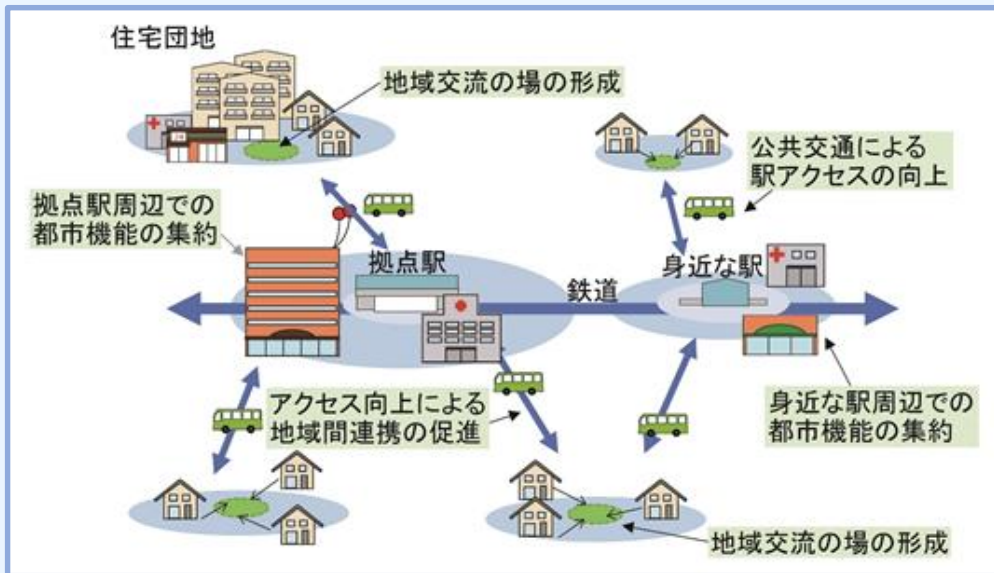 住宅団地
地域交流の場の形成
公共交通による
駅アクセスの向上
拠点駅周辺での
都市機能の集約
拠点駅
身近な駅
鉄道
アクセス向上による
地域間連携の促進
身近な駅周辺での
都市機能の集約
地域交流の場の形成